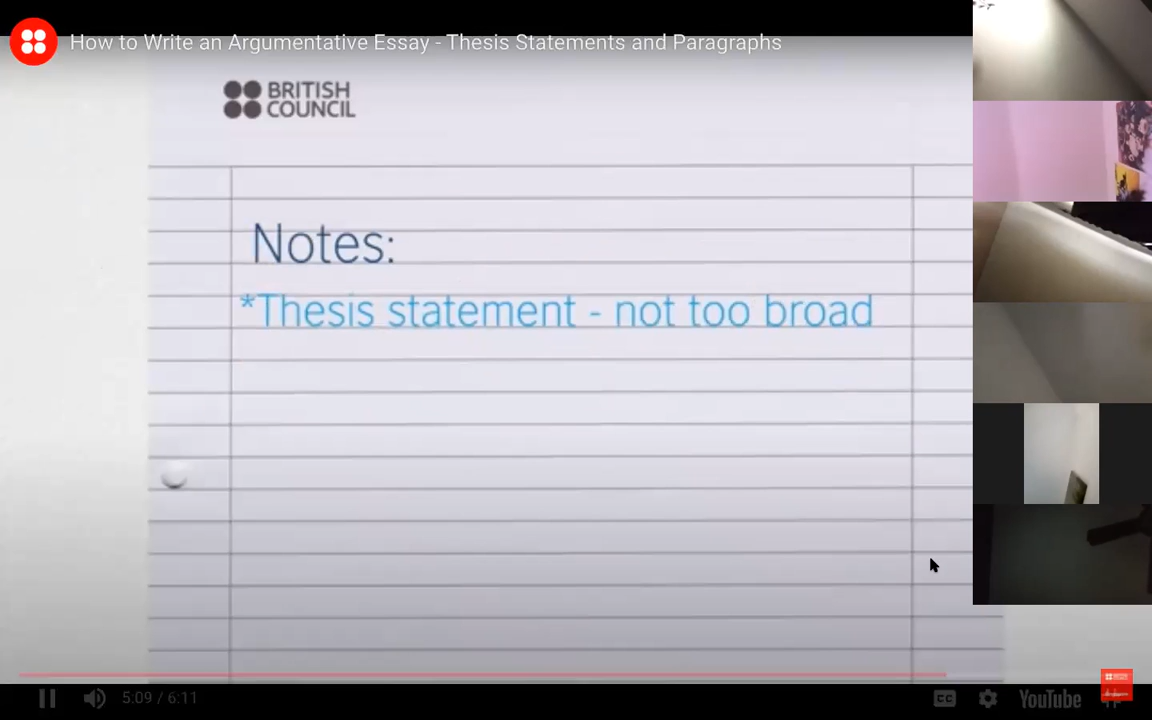 How to Write an Argumentative Essay - Thesis Statements and Paragraphs
BRITISH
COUNCIL
Notes:
*Thesis statement - not too broad
5:09 / 6:11
CC
YouTube